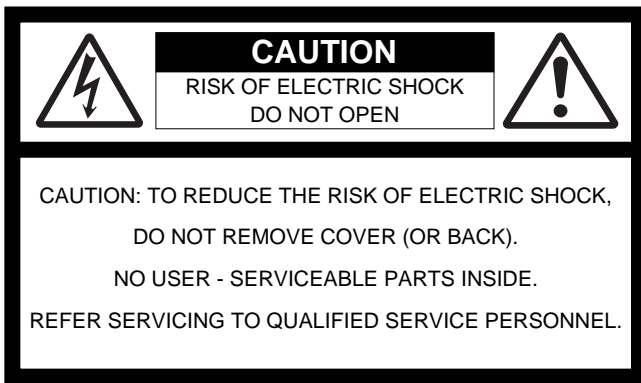 CAUTION
RISK OF ELECTRIC SHOCK
DO NOT OPEN
CAUTION: TO REDUCE THE RISK OF ELECTRIC SHOCK,
DO NOT REMOVE COVER (OR BACK).
NO USER - SERVICEABLE PARTS INSIDE.
REFER SERVICING TO QUALIFIED SERVICE PERSONNEL.